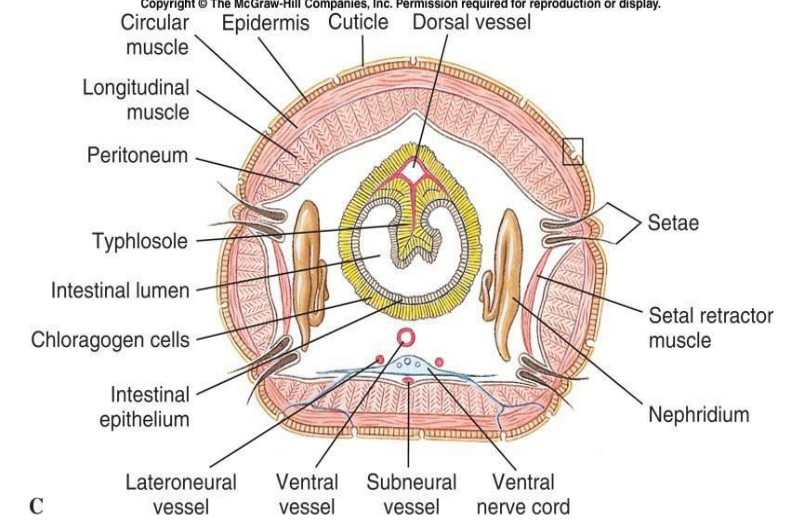 Copyright © The McGraw-Hill Companies, Inc. Permission required for reproduction or display.
Circular
muscle
Epidermis
Cuticle
Dorsal vessel
Longitudinal
muscle
Peritoneum
Typhlosole
Intestinal lumen
Chloragogen cells
Intestinal
epithelium
Setae
Setal retractor
muscle
Nephridium
Lateroneural
vessel
Ventral
vessel
Subneural
vessel
Ventral
nerve cord
C